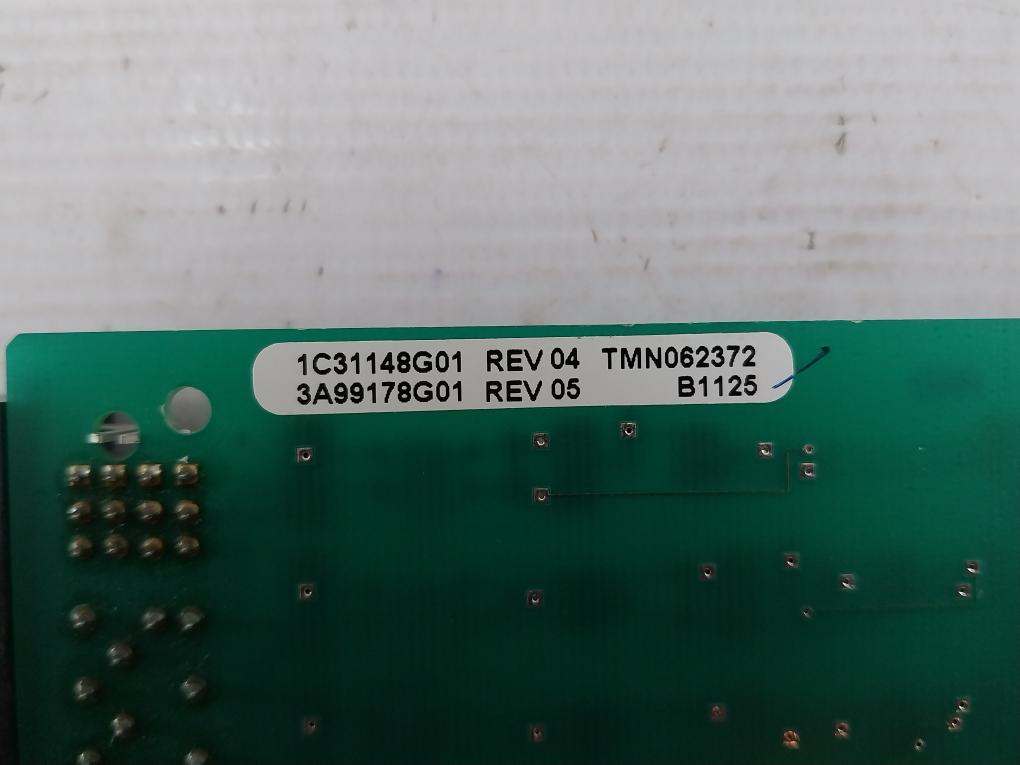 1C31148G01 REV 04 TMN062372
3A99178G01 REV 05 B1125